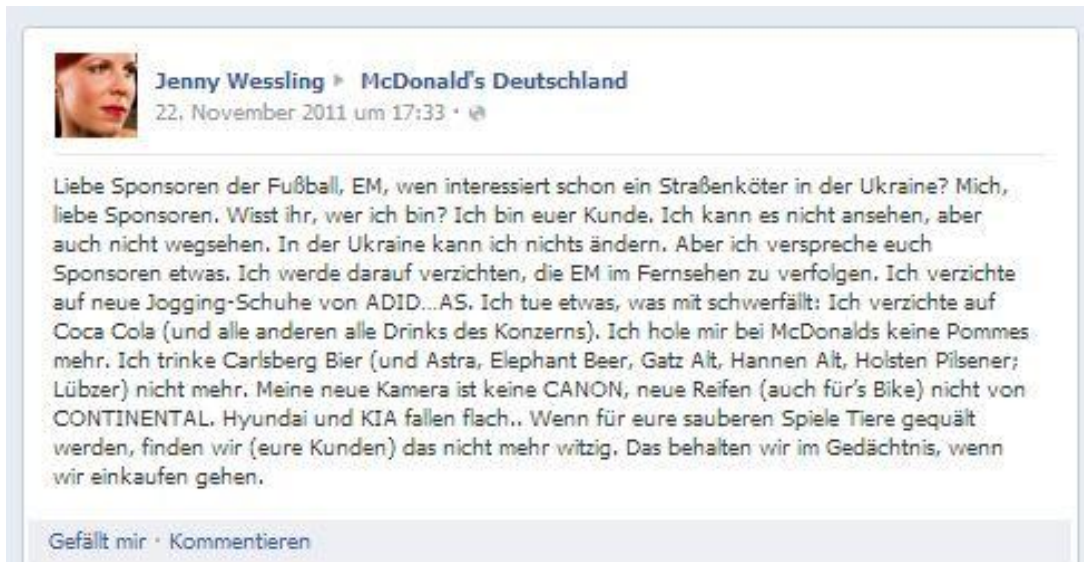 Jenny Wessling ▸ McDonald's Deutschland
22. November 2011 um 17:33 ·
Liebe Sponsoren der Fußball, EM, wen interessiert schon ein Straßenköter in der Ukraine? Mich,
liebe Sponsoren. Wisst ihr, wer ich bin? Ich bin euer Kunde. Ich kann es nicht ansehen, aber
auch nicht wegsehen. In der Ukraine kann ich nichts ändern. Aber ich verspreche euch
Sponsoren etwas. Ich werde darauf verzichten, die EM im Fernsehen zu verfolgen. Ich verzichte
auf neue Jogging-Schuhe von ADID...AS. Ich tue etwas, was mit schwerfällt: Ich verzichte auf
Coca Cola (und alle anderen alle Drinks des Konzerns). Ich hole mir bei McDonalds keine Pommes
mehr. Ich trinke Carlsberg Bier (und Astra, Elephant Beer, Gatz Alt, Hannen Alt, Holsten Pilsener;
Lübzer) nicht mehr. Meine neue Kamera ist keine CANON, neue Reifen (auch für's Bike) nicht von
CONTINENTAL. Hyundai und KIA fallen flach.. Wenn für eure sauberen Spiele Tiere gequält
werden, finden wir (eure Kunden) das nicht mehr witzig. Das behalten wir im Gedächtnis, wenn
wir einkaufen gehen.
Gefällt mir · Kommentieren